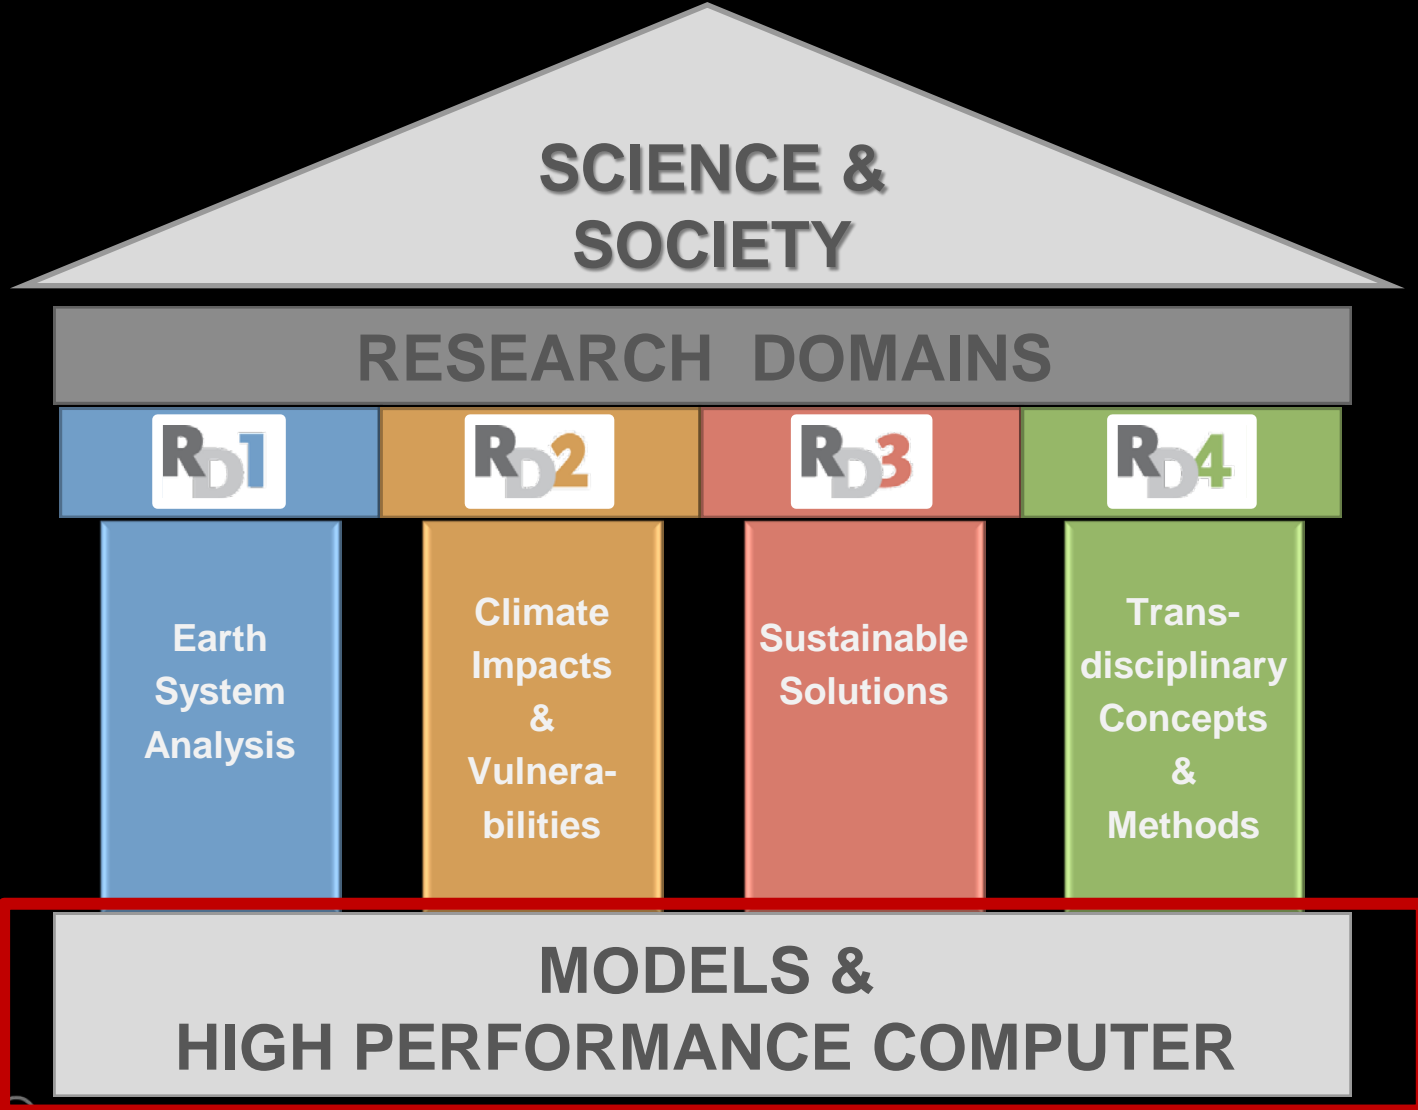 SCIENCE &
SOCIETY
RESEARCH DOMAINS
RD1
RD2
RD3
RD4
Earth
System
Analysis
Climate
Impacts
&
Vulnera-
bilities
Sustainable
Solutions
Trans-
disciplinary
Concepts
&
Methods
MODELS &
HIGH PERFORMANCE COMPUTER